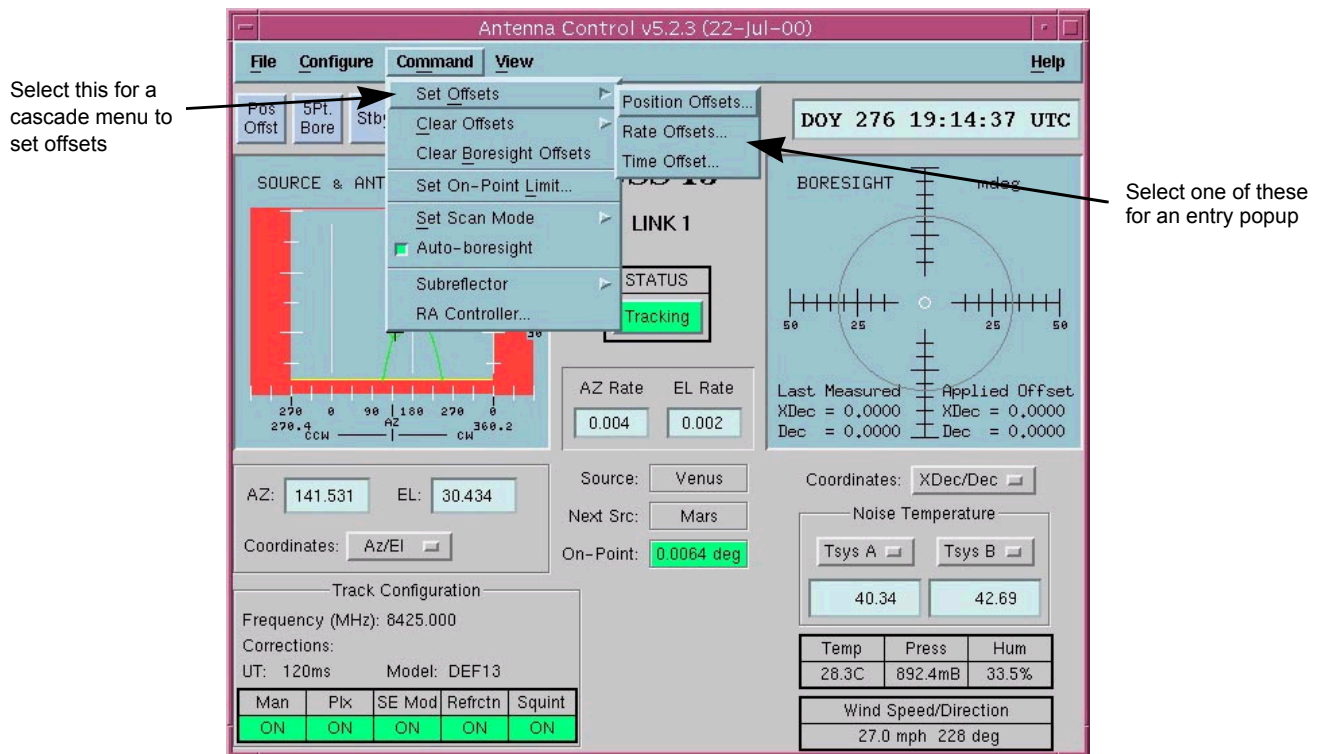 Antenna Control v5.2.3 (22-Jul-00)
File Configure Command View Help
Select this for a
cascade menu to
set offsets
Pos
Offst
5Pt.
Bore
DOY 276 19:14:37 UTC
Set Offsets
Clear Offsets
Clear Boresight Offsets
Set On-Point Limit...
Set Scan Mode
Auto-boresight
Subreflector
RA Controller...
Position Offsets...
Rate Offsets...
Time Offset...
Select one of these
for an entry popup
SOURCE & ANT
LINK 1
STATUS
Tracking
BORESIGHT mdeg
50 25 25 50
Last Measured Applied Offset
XDec = 0.0000 XDec = 0.0000
Dec = 0.0000 Dec = 0.0000
270 0 90 180 270 0
270.4 AZ 360.2
CCW CW
AZ Rate EL Rate
0.004 0.002
AZ: 141.531 EL: 30.434
Coordinates: Az/El
Source: Venus
Next Src: Mars
On-Point: 0.0064 deg
Coordinates: XDec/Dec
Noise Temperature
Tsys A Tsys B
40.34 42.69
Track Configuration
Frequency (MHz): 8425.000
Corrections:
UT: 120ms Model: DEF13
Man Plx SE Mod Refrctn Squint
ON ON ON ON ON
Temp Press Hum
28.3C 892.4mB 33.5%
Wind Speed/Direction
27.0 mph 228 deg